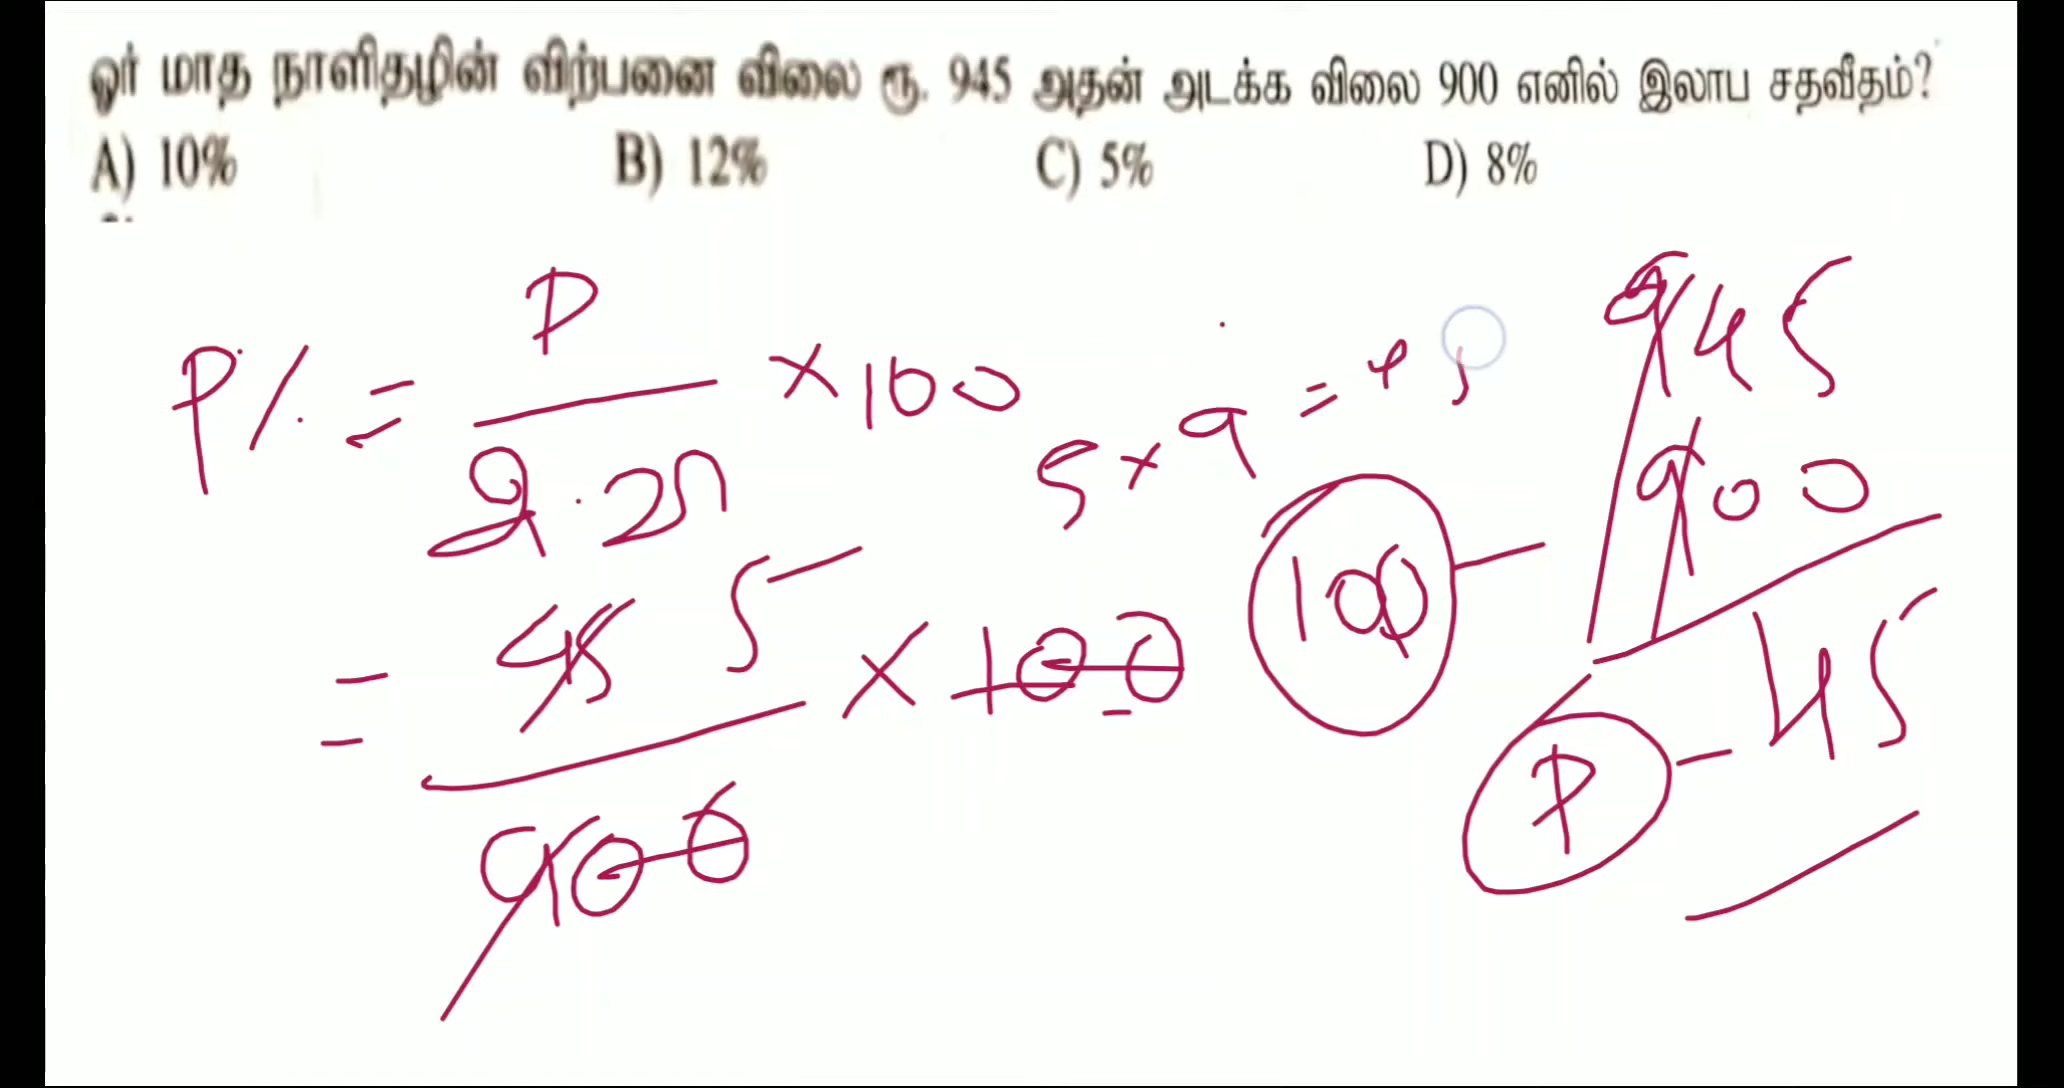 ஓர் மாத நாளிதழின் விற்பனை விலை ரூ. 945 அதன் அடக்க விலை 900 எனில் இலாப சதவீதம்?
A) 10% B) 12% C) 5% D) 8%
P% = P × 100
அ.வி
5 × 9 = 45
945
900
P - 45
100 -
= 45 5 × 100
900